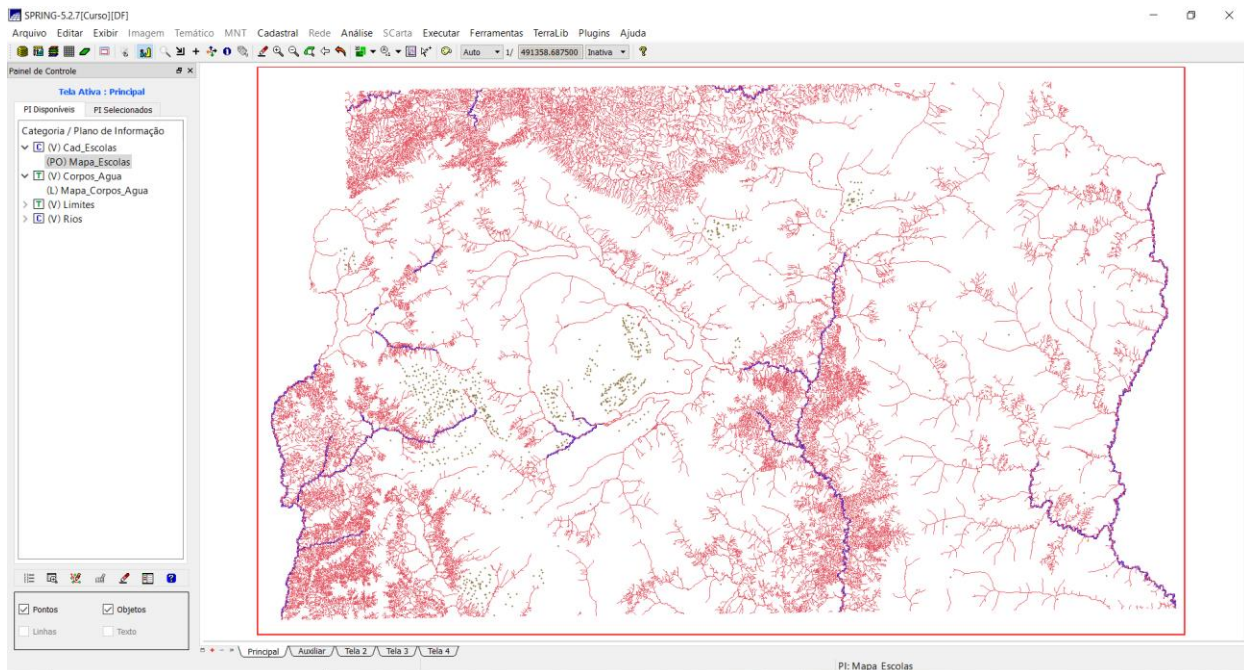 SPRING-5.2.7[Curso][DF]
Arquivo Editar Exibir Imagem Temático MNT Cadastral Rede Análise SCarta Executar Ferramentas TerraLib Plugins Ajuda
Auto 1/ 491358.687500 Inativa
Painel de Controle
Tela Ativa : Principal
PI Disponíveis PI Selecionados
Categoria / Plano de Informação
C (V) Cad_Escolas
(PO) Mapa_Escolas
T (V) Corpos_Agua
(L) Mapa_Corpos_Agua
T (V) Limites
C (V) Rios
Pontos Objetos
Linhas Texto
Principal Auxiliar Tela 2 Tela 3 Tela 4
PI: Mapa_Escolas